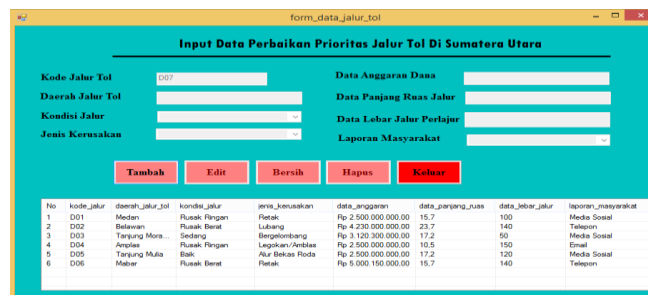 form_data_jalur_tol
Input Data Perbaikan Prioritas Jalur Tol Di Sumatera Utara
Kode Jalur Tol D07 Data Anggaran Dana
Daerah Jalur Tol Data Panjang Ruas Jalur
Kondisi Jalur Data Lebar Jalur Perlajur
Jenis Kerusakan Laporan Masyarakat
Tambah Edit Bersih Hapus Keluar
No kode_jalur daerah_jalur_tol kondisi_jalur jenis_kerusakan data_anggaran data_panjang_ruas data_lebar_jalur laporan_masyarakat
1 D01 Medan Rusak Ringan Retak Rp 2.500.000.000,00 15,7 100 Media Sosial
2 D02 Belawan Rusak Berat Lubang Rp 4.230.000.000,00 23,7 140 Telepon
3 D03 Tanjung Mora... Sedang Bergelombang Rp 3.120.300.000,00 17,2 50 Media Sosial
4 D04 Amplas Rusak Ringan Legokan/Amblas Rp 2.500.000.000,00 10,5 150 Email
5 D05 Tanjung Mulia Baik Alur Bekas Roda Rp 2.500.000.000,00 17,2 120 Media Sosial
6 D06 Mabar Rusak Berat Retak Rp 5.000.150.000,00 15,7 140 Telepon